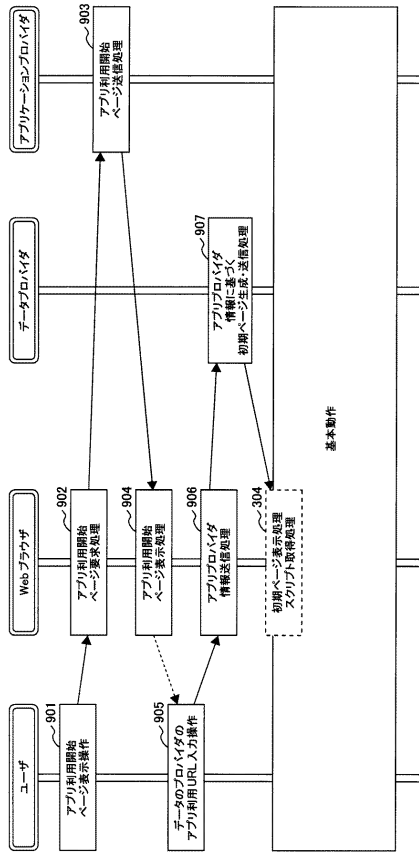 ユーザ
Webブラウザ
データプロバイダ
アプリケーションプロバイダ
901
アプリ利用開始
ページ表示操作
902
アプリ利用開始
ページ要求処理
903
アプリ利用開始
ページ送信処理
904
アプリ利用開始
ページ表示処理
905
データのプロバイダの
アプリ利用URL入力操作
906
アプリプロバイダ
情報送信処理
907
アプリプロバイダ
情報に基づく
初期ページ生成・送信処理
304
初期ページ表示処理
スクリプト取得処理
基本動作